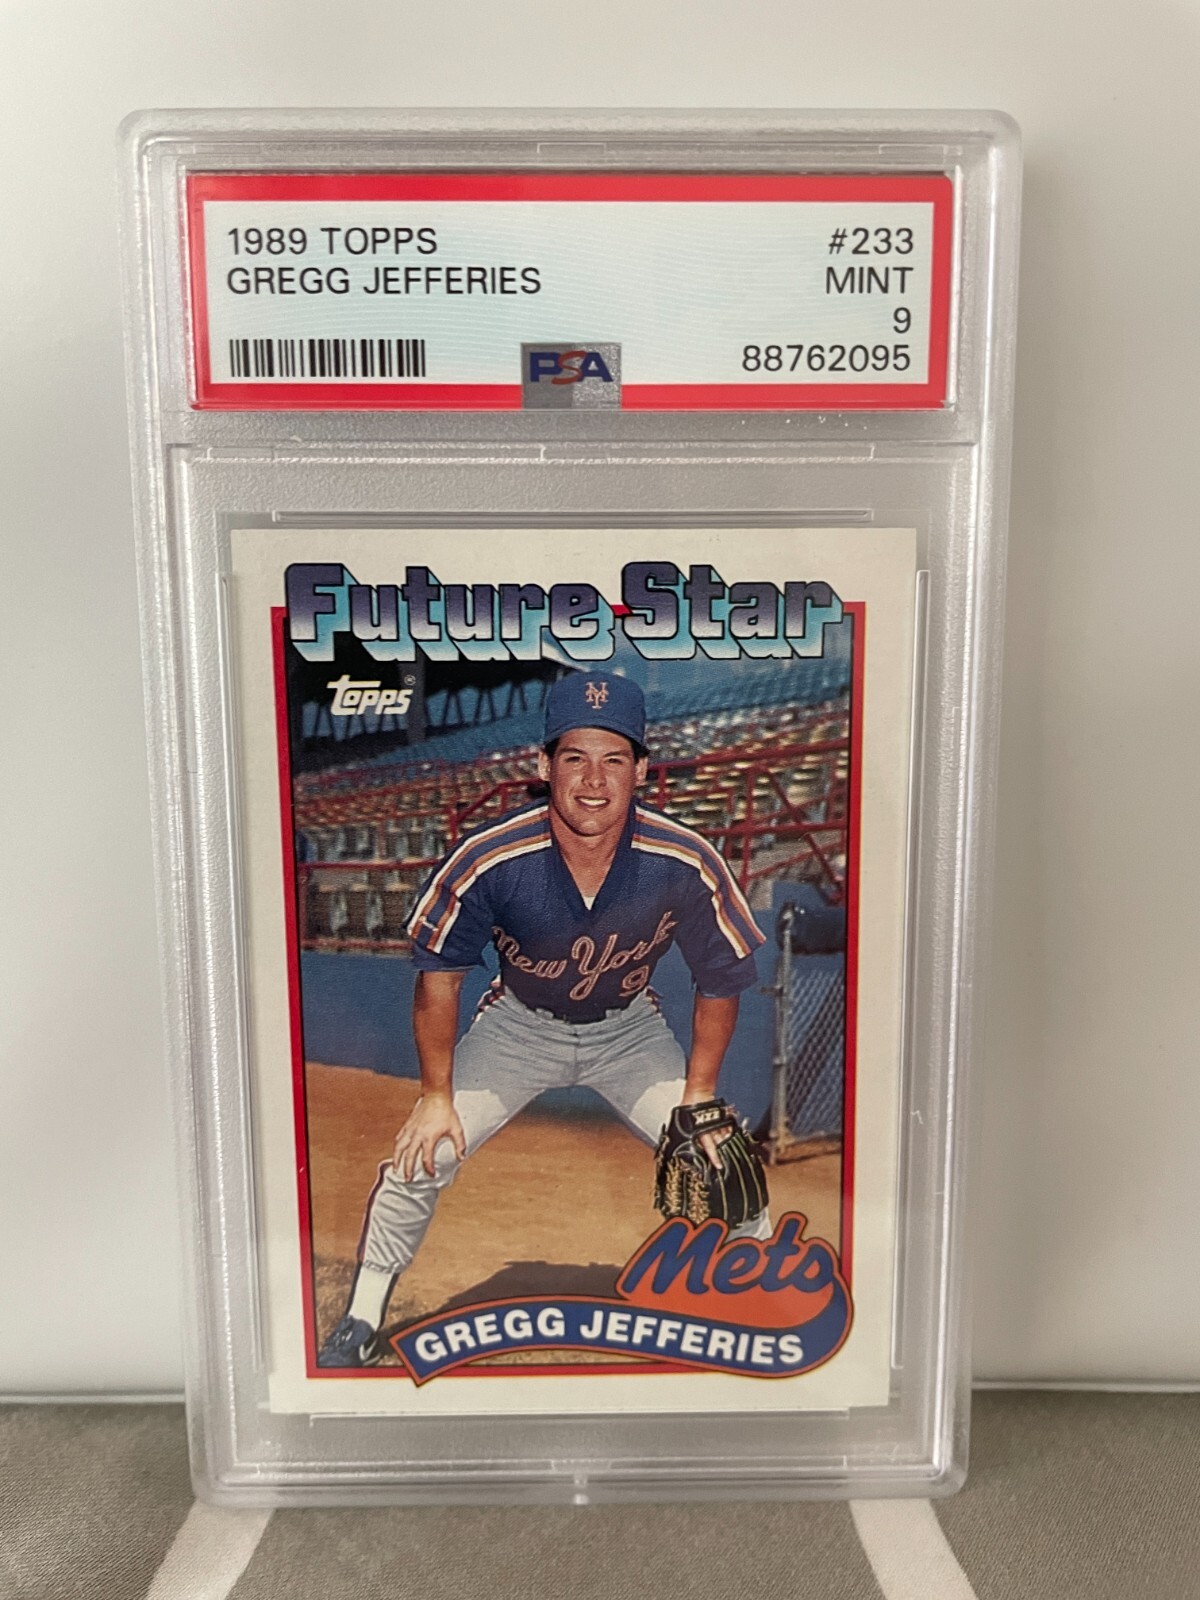 1989 TOPPS #233
GREGG JEFFERIES MINT
9
PSA 88762095
Future Star
TOPPS®
NY
New York
9
ZZK
Mets
GREGG JEFFERIES